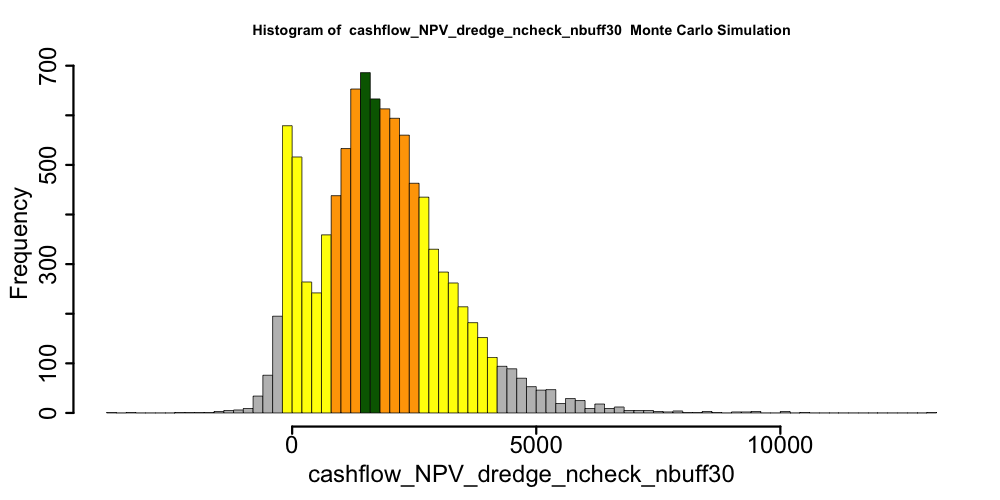 Histogram of  cashflow_NPV_dredge_ncheck_nbuff30  Monte Carlo Simulation
Frequency
700
500
300
100
0
0 5000 10000
cashflow_NPV_dredge_ncheck_nbuff30